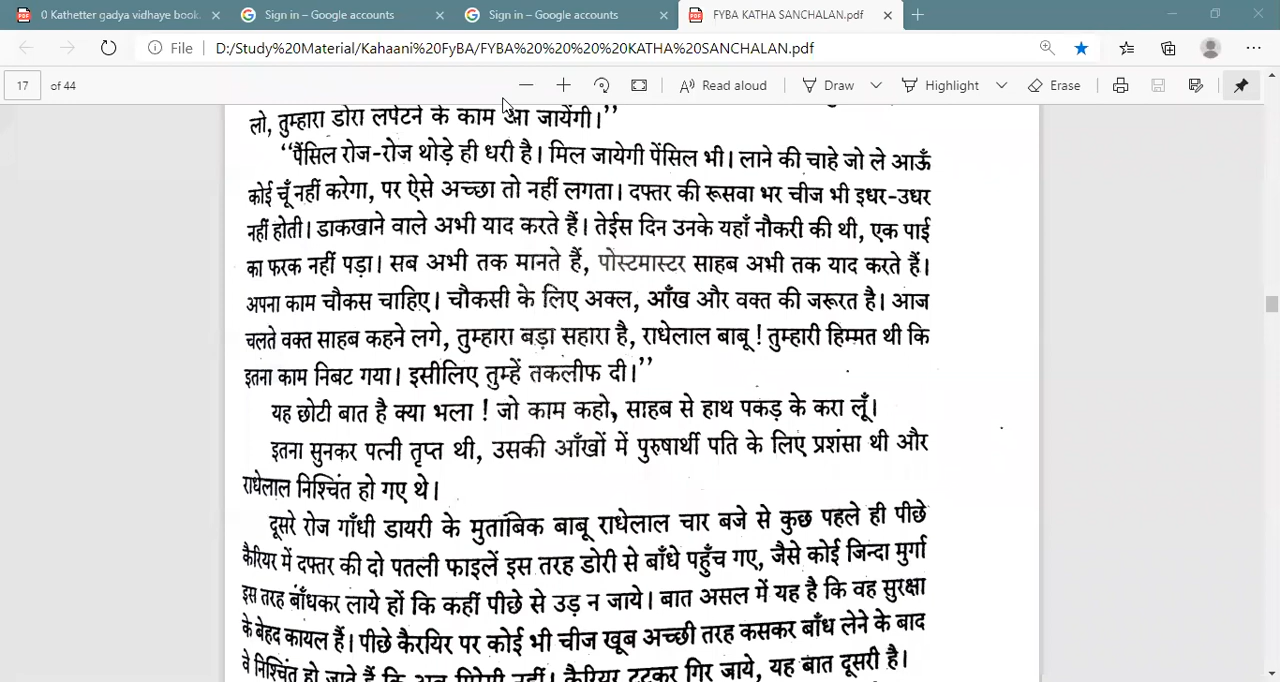 0 Kathetter gadya vidhaye book.
Sign in – Google accounts
Sign in – Google accounts
FYBA KATHA SANCHALAN.pdf
File
D:/Study%20Material/Kahaani%20FyBA/FYBA%20%20%20%20KATHA%20SANCHALAN.pdf
17 of 44
Read aloud
Draw
Highlight
Erase
लो, तुम्हारा डोरा लपेटने के काम आ जायेंगी।’’
‘‘पैंसिल रोज-रोज थोड़े ही धरी है। मिल जायेगी पेंसिल भी। लाने की चाहे जो ले आऊँ
कोई चूँ नहीं करेगा, पर ऐसे अच्छा तो नहीं लगता। दफ्तर की रूसवा भर चीज भी इधर-उधर
नहीं होती। डाकखाने वाले अभी याद करते हैं। तेईस दिन उनके यहाँ नौकरी की थी, एक पाई
का फरक नहीं पड़ा। सब अभी तक मानते हैं, पोस्टमास्टर साहब अभी तक याद करते हैं।
अपना काम चौकस चाहिए। चौकसी के लिए अक्ल, आँख और वक्त की जरूरत है। आज
चलते वक्त साहब कहने लगे, तुम्हारा बड़ा सहारा है, राधेलाल बाबू! तुम्हारी हिम्मत थी कि
इतना काम निबट गया। इसीलिए तुम्हें तकलीफ दी।’’
यह छोटी बात है क्या भला! जो काम कहो, साहब से हाथ पकड़ के करा लूँ।
इतना सुनकर पत्नी तृप्त थी, उसकी आँखों में पुरुषार्थी पति के लिए प्रशंसा थी और
राधेलाल निश्चिंत हो गए थे।
दूसरे रोज गाँधी डायरी के मुताबिक बाबू राधेलाल चार बजे से कुछ पहले ही पीछे
कैरियर में दफ्तर की दो पतली फाइलें इस तरह डोरी से बाँधे पहुँच गए, जैसे कोई जिन्दा मुर्गा
इस तरह बाँधकर लाये हों कि कहीं पीछे से उड़ न जाये। बात असल में यह है कि वह सुरक्षा
के बेहद कायल हैं। पीछे कैरयिर पर कोई भी चीज खूब अच्छी तरह कसकर बाँध लेने के बाद
वे निश्चिंत हो जाते हैं कि अब गिरेगी नहीं। कैरियर टूटकर गिर जाये, यह बात दूसरी है।